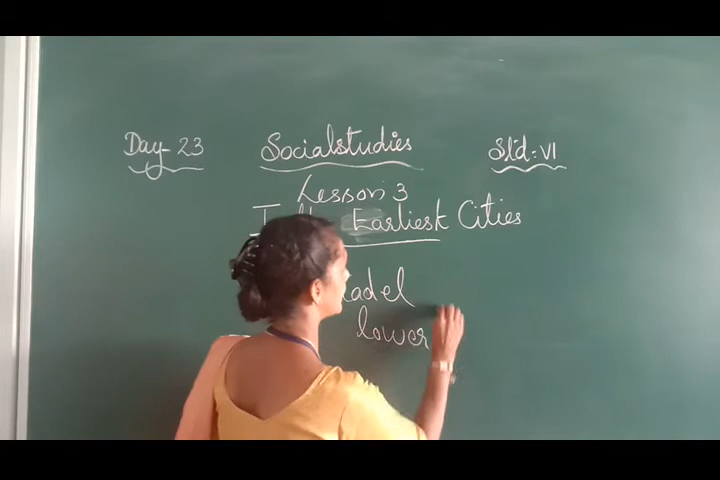 Day- 23
Socialstudies
Std: VI
Lesson: 3
Earliest Cities
lower